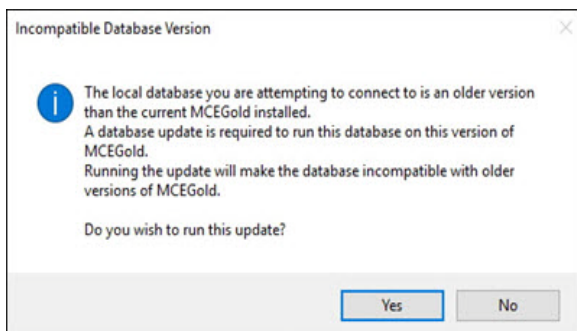 Incompatible Database Version
The local database you are attempting to connect to is an older version
than the current MCEGold installed.
A database update is required to run this database on this version of
MCEGold.
Running the update will make the database incompatible with older
versions of MCEGold.
Do you wish to run this update?
Yes
No